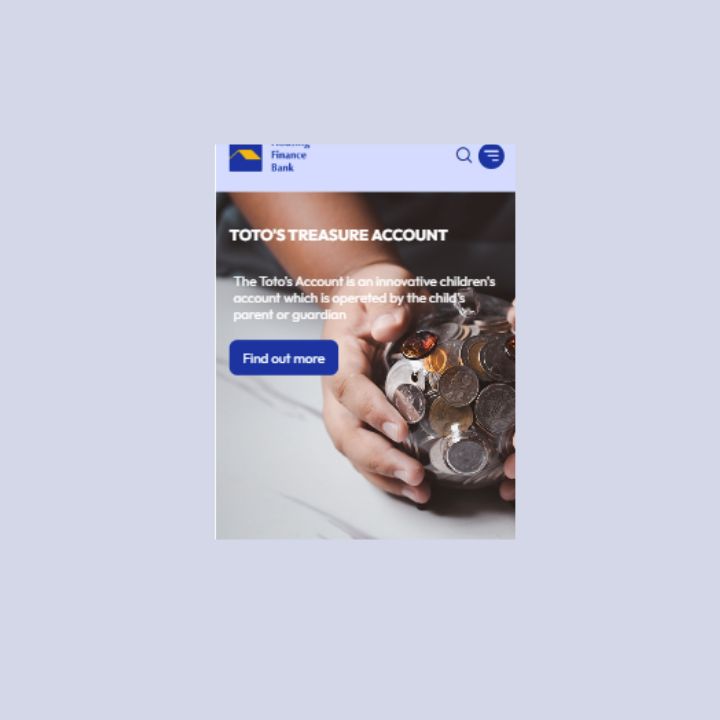 Finance
Bank
TOTO'S TREASURE ACCOUNT
The Toto's Account is an innovative children's
account which is opereted by the child's
parent or guardian
Find out more